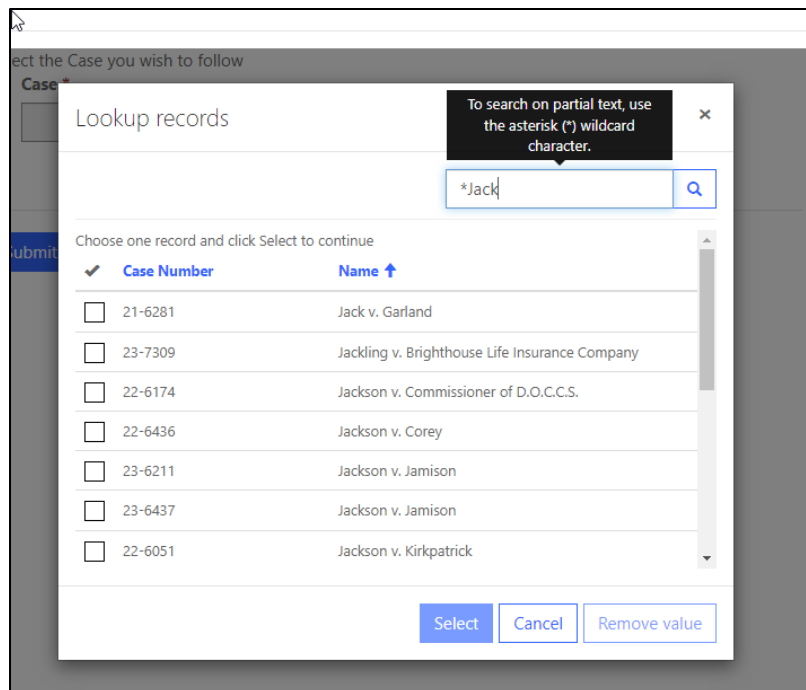 ect the Case you wish to follow
Case *
Lookup records
To search on partial text, use
the asterisk (*) wildcard
character.
×
*Jack
Choose one record and click Select to continue
Case Number Name
21-6281 Jack v. Garland
23-7309 Jackling v. Brighthouse Life Insurance Company
22-6174 Jackson v. Commissioner of D.O.C.C.S.
22-6436 Jackson v. Corey
23-6211 Jackson v. Jamison
23-6437 Jackson v. Jamison
22-6051 Jackson v. Kirkpatrick
ubmit
Select Cancel Remove value